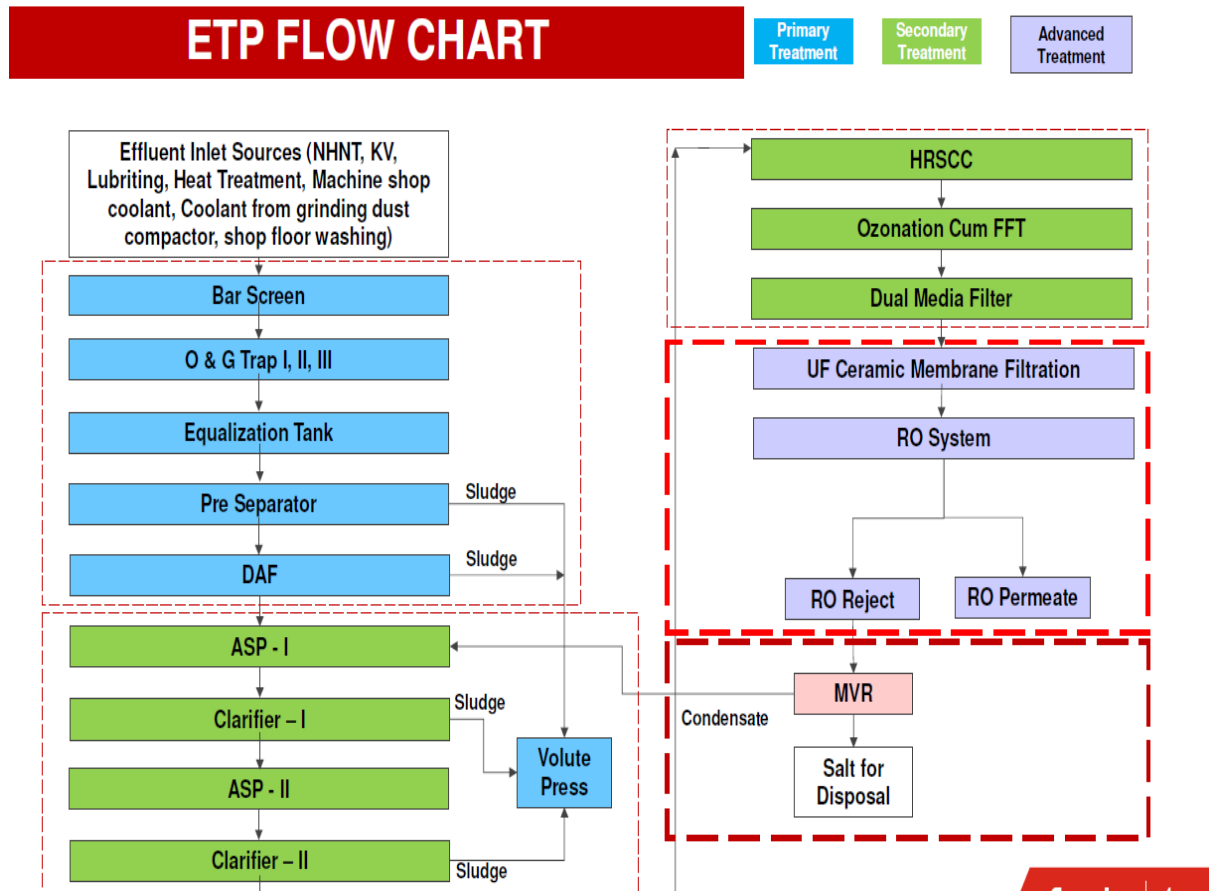 ETP FLOW CHART
Primary
Treatment
Secondary
Treatment
Advanced
Treatment
Effluent Inlet Sources (NHNT, KV,
Lubriting, Heat Treatment, Machine shop
coolant, Coolant from grinding dust
compactor, shop floor washing)
Bar Screen
O & G Trap I, II, III
Equalization Tank
Pre Separator
Sludge
DAF
Sludge
ASP - I
Clarifier – I
Sludge
ASP - II
Clarifier – II
Sludge
Volute
Press
HRSCC
Ozonation Cum FFT
Dual Media Filter
UF Ceramic Membrane Filtration
RO System
RO Reject
RO Permeate
MVR
Condensate
Salt for
Disposal